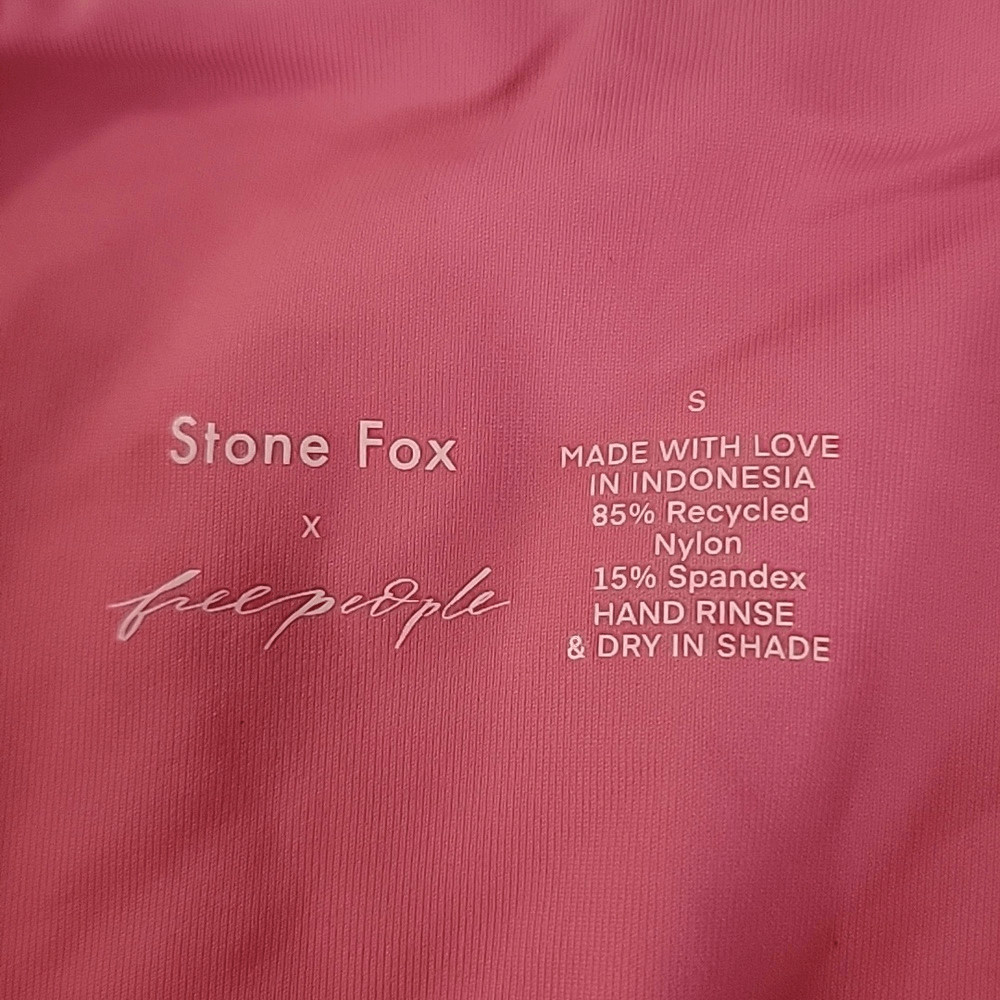 Stone Fox
x
free people
S
MADE WITH LOVE
IN INDONESIA
85% Recycled
Nylon
15% Spandex
HAND RINSE
& DRY IN SHADE